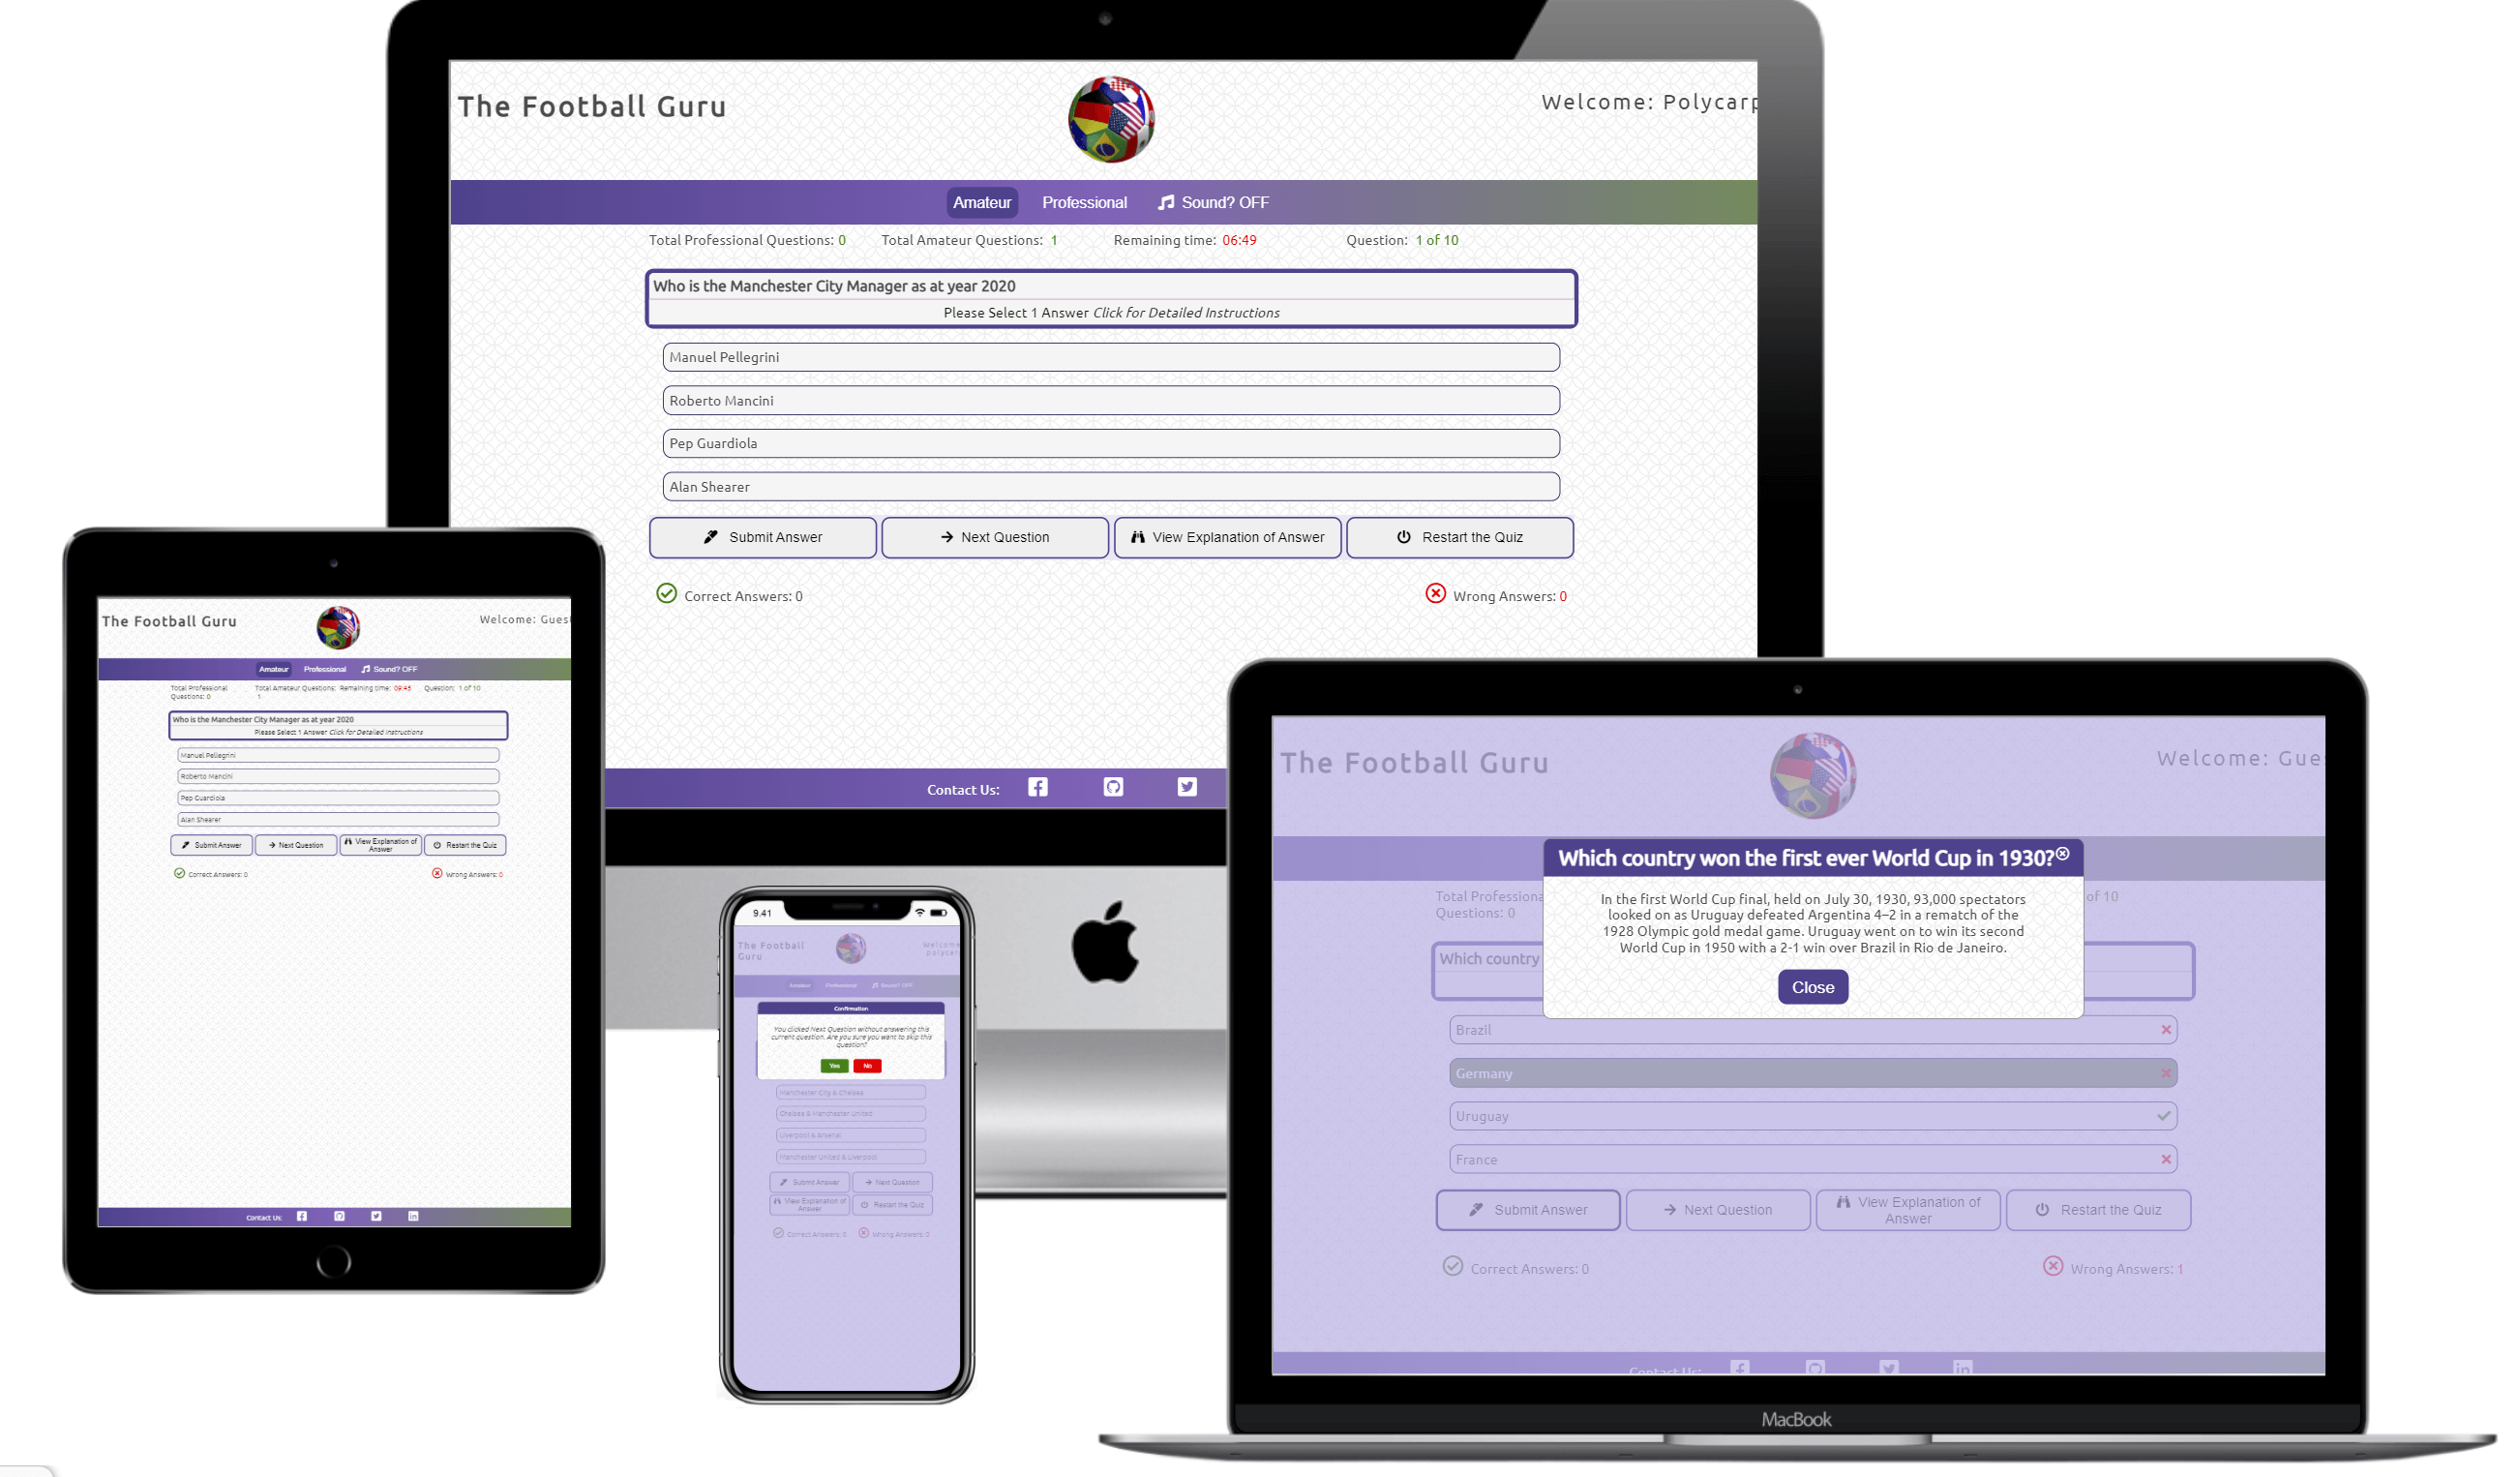 The Football Guru
Welcome: Polycarp
Amateur Professional Sound? OFF
Total Professional Questions: 0 Total Amateur Questions: 1 Remaining time: 06:49 Question: 1 of 10
Who is the Manchester City Manager as at year 2020
Please Select 1 Answer Click for Detailed Instructions
Manuel Pellegrini
Roberto Mancini
Pep Guardiola
Alan Shearer
Submit Answer Next Question View Explanation of Answer Restart the Quiz
Correct Answers: 0 Wrong Answers: 0
Contact Us:
The Football Guru
Welcome: Guest
Amateur Professional Sound? OFF
Total Professional Total Amateur Questions: Remaining time: 09:43 Question: 1 of 10
Questions: 0 1
Who is the Manchester City Manager as at year 2020
Please Select 1 Answer Click for Detailed Instructions
Manuel Pellegrini
Roberto Mancini
Pep Guardiola
Alan Shearer
Submit Answer Next Question View Explanation of Restart the Quiz
Answer
Correct Answers: 0 Wrong Answers: 0
Contact Us:
9.41
The Football
Guru
Welcome
polycar
Amateur Professional Sound? OFF
Confirmation
You clicked Next Question without answering this
current question. Are you sure you want to skip this
question?
Yes No
Manchester City & Chelsea
Chelsea & Manchester United
Liverpool & Arsenal
Manchester United & Liverpool
Submit Answer Next Question
View Explanation of Restart the Quiz
Answer
Correct Answers: 0 Wrong Answers: 0
The Football Guru
Welcome: Gues
Which country won the first ever World Cup in 1930?
In the first World Cup final, held on July 30, 1930, 93,000 spectators
looked on as Uruguay defeated Argentina 4–2 in a rematch of the
1928 Olympic gold medal game. Uruguay went on to win its second
World Cup in 1950 with a 2-1 win over Brazil in Rio de Janeiro.
Close
Total Professiona of 10
Questions: 0
Which country
Brazil
Germany
Uruguay
France
Submit Answer Next Question View Explanation of Restart the Quiz
Answer
Correct Answers: 0 Wrong Answers: 1
Contact Us:
MacBook